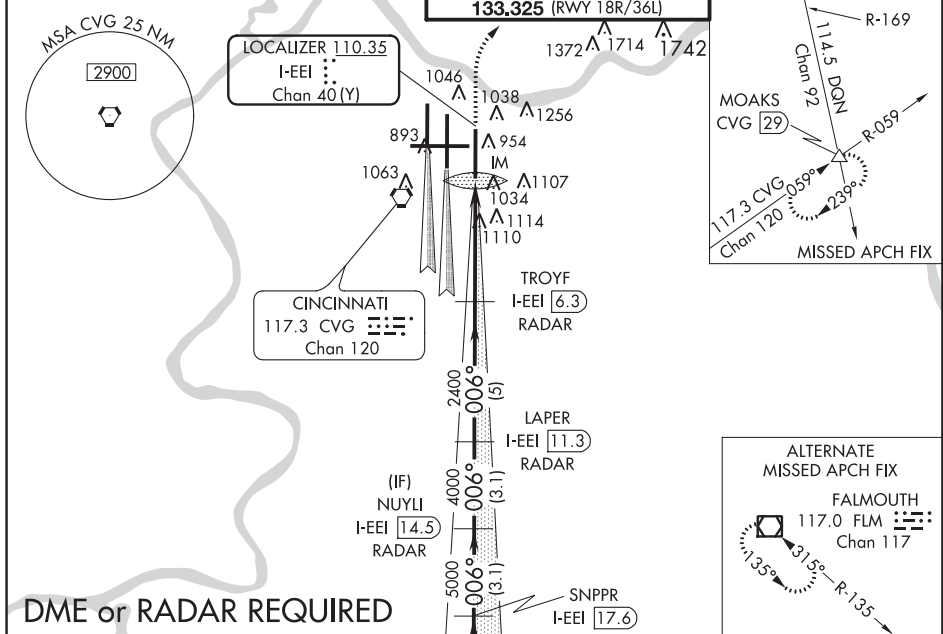 133.325 (RWY 18R/36L)
MSA CVG 25 NM
2900
LOCALIZER 110.35
I-EEI
Chan 40 (Y)
1372
1714
1742
R-169
114.5 DQN
Chan 92
MOAKS
CVG 29
R-059
059°
239°
117.3 CVG
Chan 120
MISSED APCH FIX
1046
1038
1256
893
954
IM
1063
1107
1034
1114
1110
CINCINNATI
117.3 CVG
Chan 120
TROYF
I-EEI 6.3
RADAR
2400
006°
(5)
LAPER
I-EEI 11.3
RADAR
4000
006°
(3.1)
(IF)
NUYLI
I-EEI 14.5
RADAR
5000
006°
(3.1)
SNPPR
I-EEI 17.6
ALTERNATE
MISSED APCH FIX
FALMOUTH
117.0 FLM
Chan 117
135°
315°
R-135
DME or RADAR REQUIRED